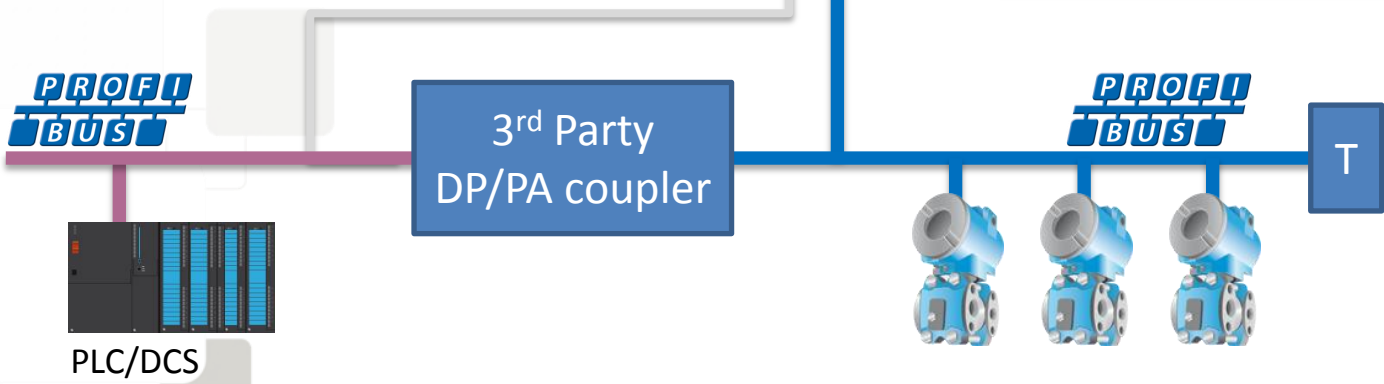 PROFI
BUS
3rd Party
DP/PA coupler
PROFI
BUS
T
PLC/DCS